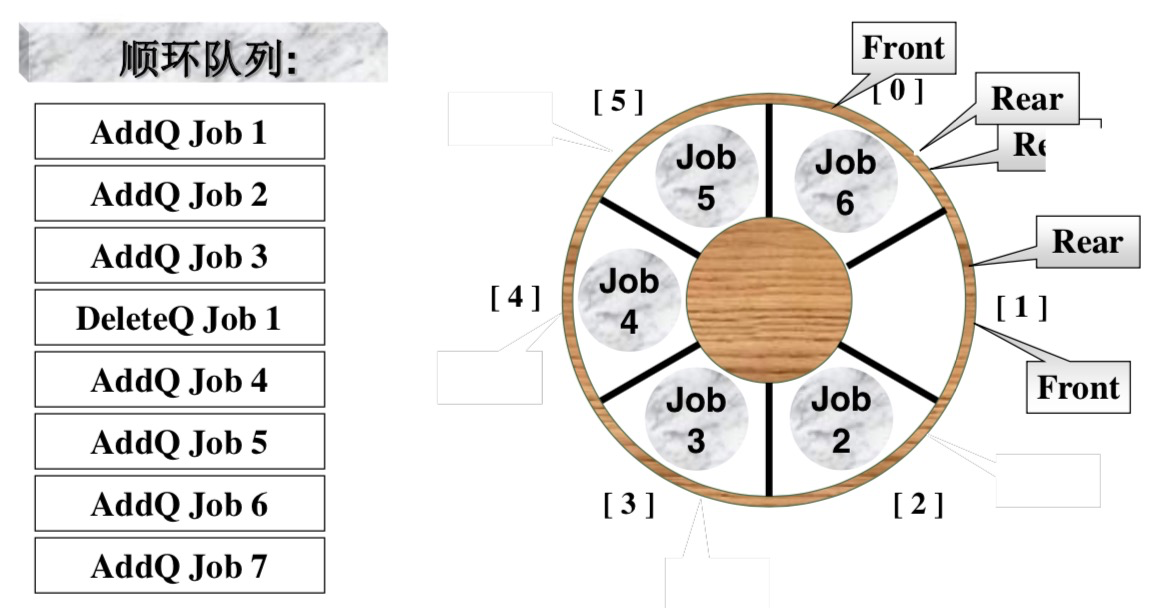 顺环队列:
AddQ Job 1
AddQ Job 2
AddQ Job 3
DeleteQ Job 1
AddQ Job 4
AddQ Job 5
AddQ Job 6
AddQ Job 7
Front
[ 5 ]
[ 0 ]
Rear
Job
5
Job
6
Rear
[ 4 ]
Job
4
[ 1 ]
Front
Job
3
Job
2
[ 3 ]
[ 2 ]